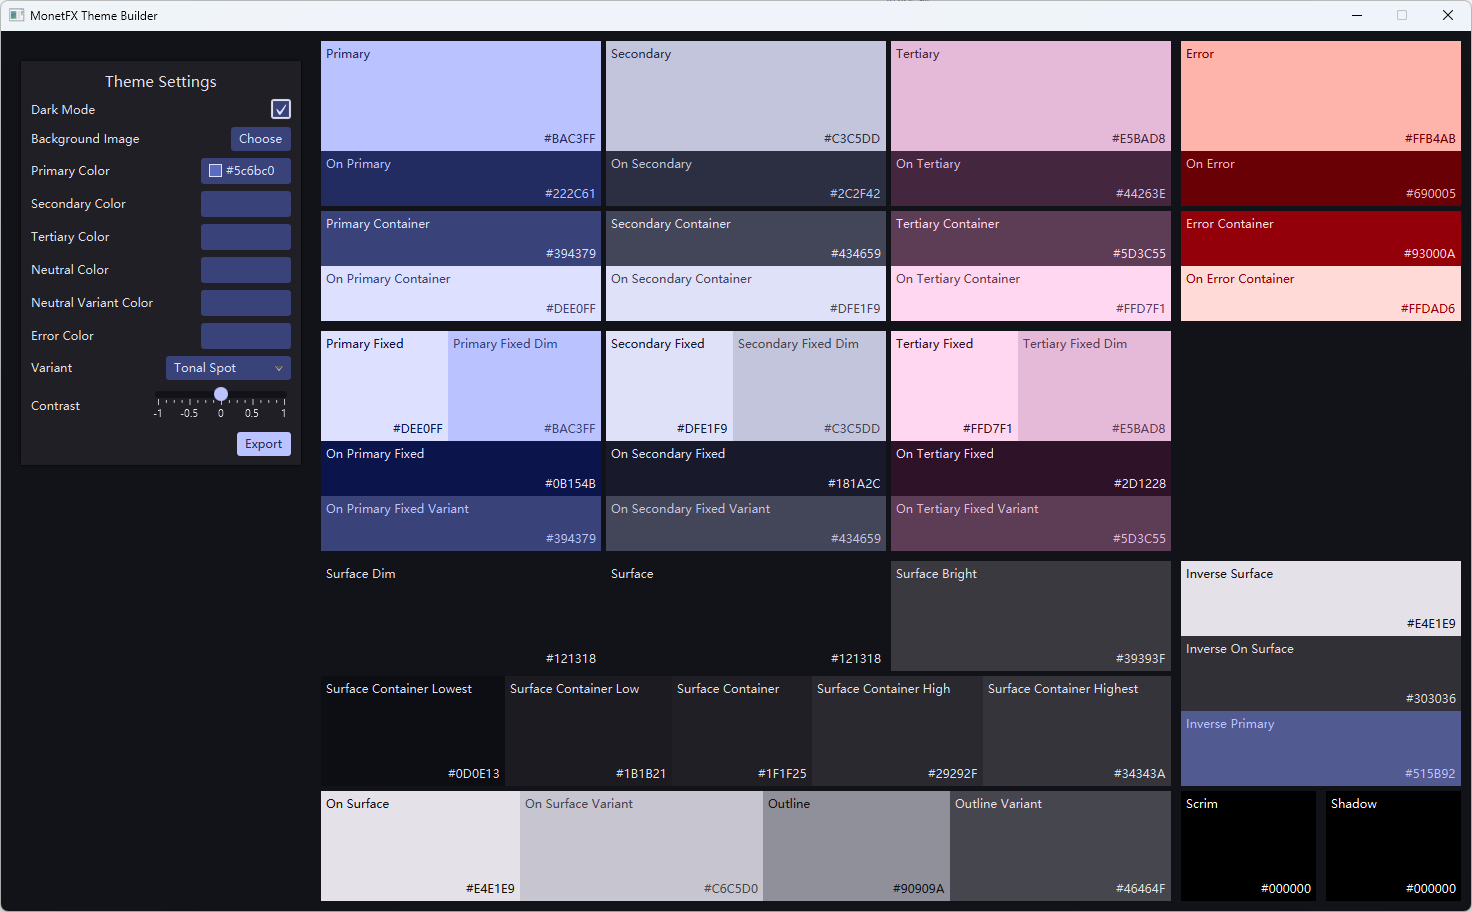 MonetFX Theme Builder
Theme Settings
Dark Mode
Background Image
Choose
Primary Color
#5c6bc0
Secondary Color
Tertiary Color
Neutral Color
Neutral Variant Color
Error Color
Variant
Tonal Spot
Contrast
-1 -0.5 0 0.5 1
Export
Primary
#BAC3FF
On Primary
#222C61
Primary Container
#394379
On Primary Container
#DEE0FF
Secondary
#C3C5DD
On Secondary
#2C2F42
Secondary Container
#434659
On Secondary Container
#DFE1F9
Tertiary
#E5BAD8
On Tertiary
#44263E
Tertiary Container
#5D3C55
On Tertiary Container
#FFD7F1
Error
#FFB4AB
On Error
#690005
Error Container
#93000A
On Error Container
#FFDAD6
Primary Fixed
#DEE0FF
Primary Fixed Dim
#BAC3FF
On Primary Fixed
#0B154B
On Primary Fixed Variant
#394379
Secondary Fixed
#DFE1F9
Secondary Fixed Dim
#C3C5DD
On Secondary Fixed
#181A2C
On Secondary Fixed Variant
#434659
Tertiary Fixed
#FFD7F1
Tertiary Fixed Dim
#E5BAD8
On Tertiary Fixed
#2D1228
On Tertiary Fixed Variant
#5D3C55
Surface Dim
#121318
Surface
#121318
Surface Bright
#39393F
Surface Container Lowest
#0D0E13
Surface Container Low
#1B1B21
Surface Container
#1F1F25
Surface Container High
#29292F
Surface Container Highest
#34343A
On Surface
#E4E1E9
On Surface Variant
#C6C5D0
Outline
#90909A
Outline Variant
#46464F
Inverse Surface
#E4E1E9
Inverse On Surface
#303036
Inverse Primary
#515B92
Scrim
#000000
Shadow
#000000